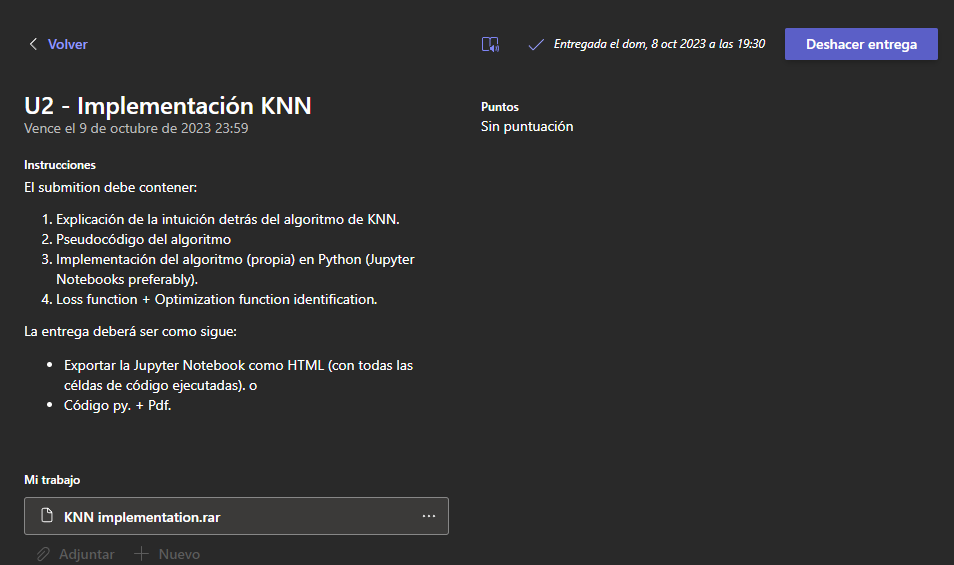 Volver
Entregada el dom, 8 oct 2023 a las 19:30
Deshacer entrega
U2 - Implementación KNN
Vence el 9 de octubre de 2023 23:59
Puntos
Sin puntuación
Instrucciones
El submition debe contener:
1. Explicación de la intuición detrás del algoritmo de KNN.
2. Pseudocódigo del algoritmo
3. Implementación del algoritmo (propia) en Python (Jupyter
Notebooks preferably).
4. Loss function + Optimization function identification.
La entrega deberá ser como sigue:
• Exportar la Jupyter Notebook como HTML (con todas las
céldas de código ejecutadas). o
• Código py. + Pdf.
Mi trabajo
KNN implementation.rar
Adjuntar
Nuevo